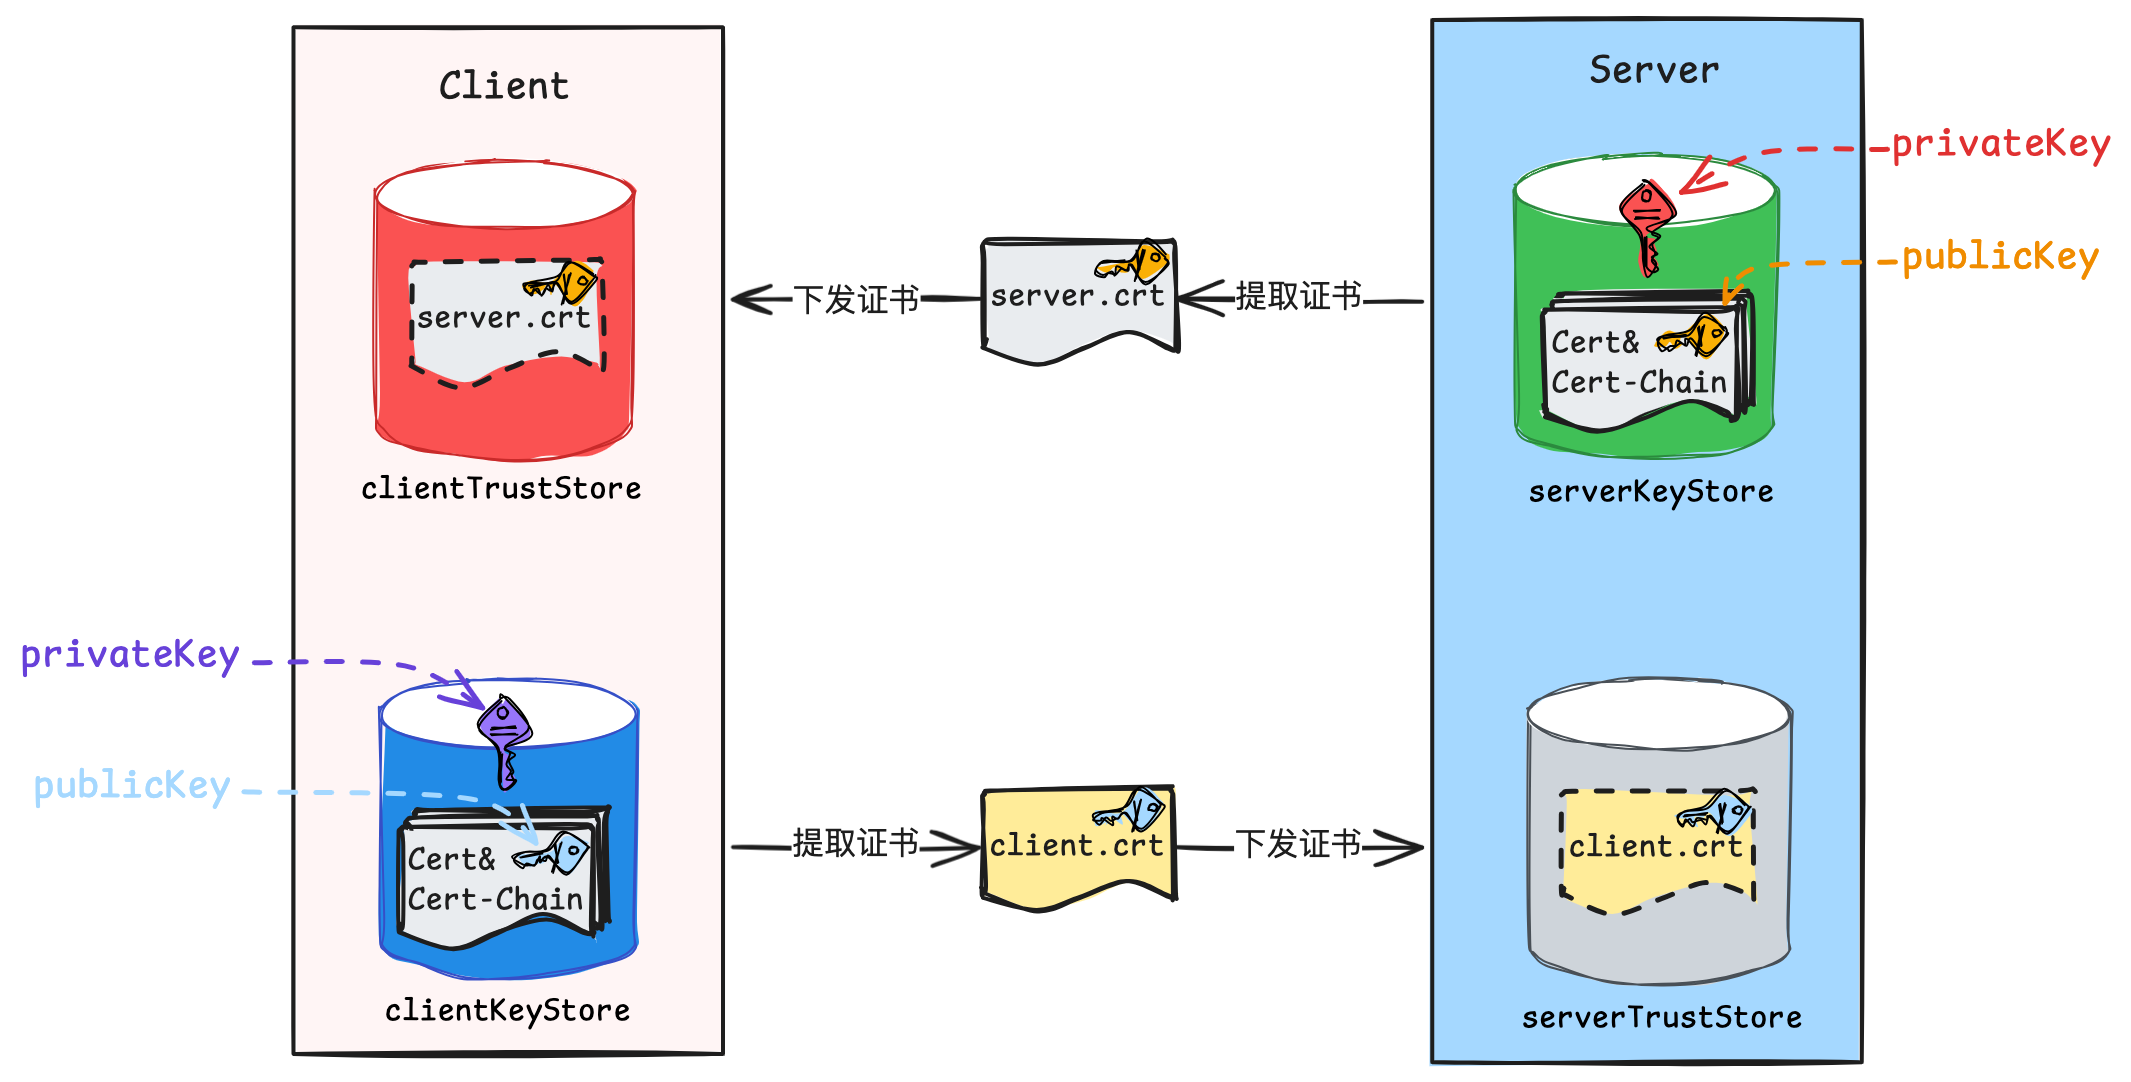 Client
Server
privateKey
publicKey
server.crt
下发证书
server.crt
提取证书
Cert&
Cert-Chain
clientTrustStore
serverKeyStore
privateKey
publicKey
Cert&
Cert-Chain
提取证书
client.crt
下发证书
client.crt
clientKeyStore
serverTrustStore